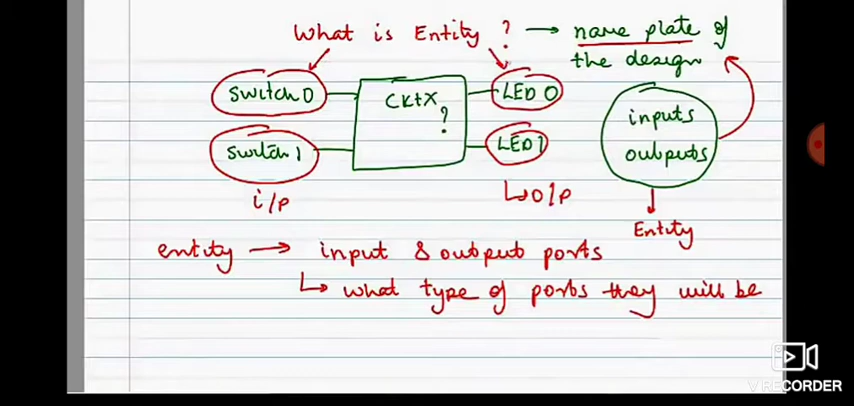 What is Entity ? → name plate of
the design
Switch 0
CKtX
?
LED 0
inputs
outputs
Switch 1
LED 1
i/p
↳ O/P
Entity
entity → input & output ports
↳ what type of ports they will be
VRECORDER